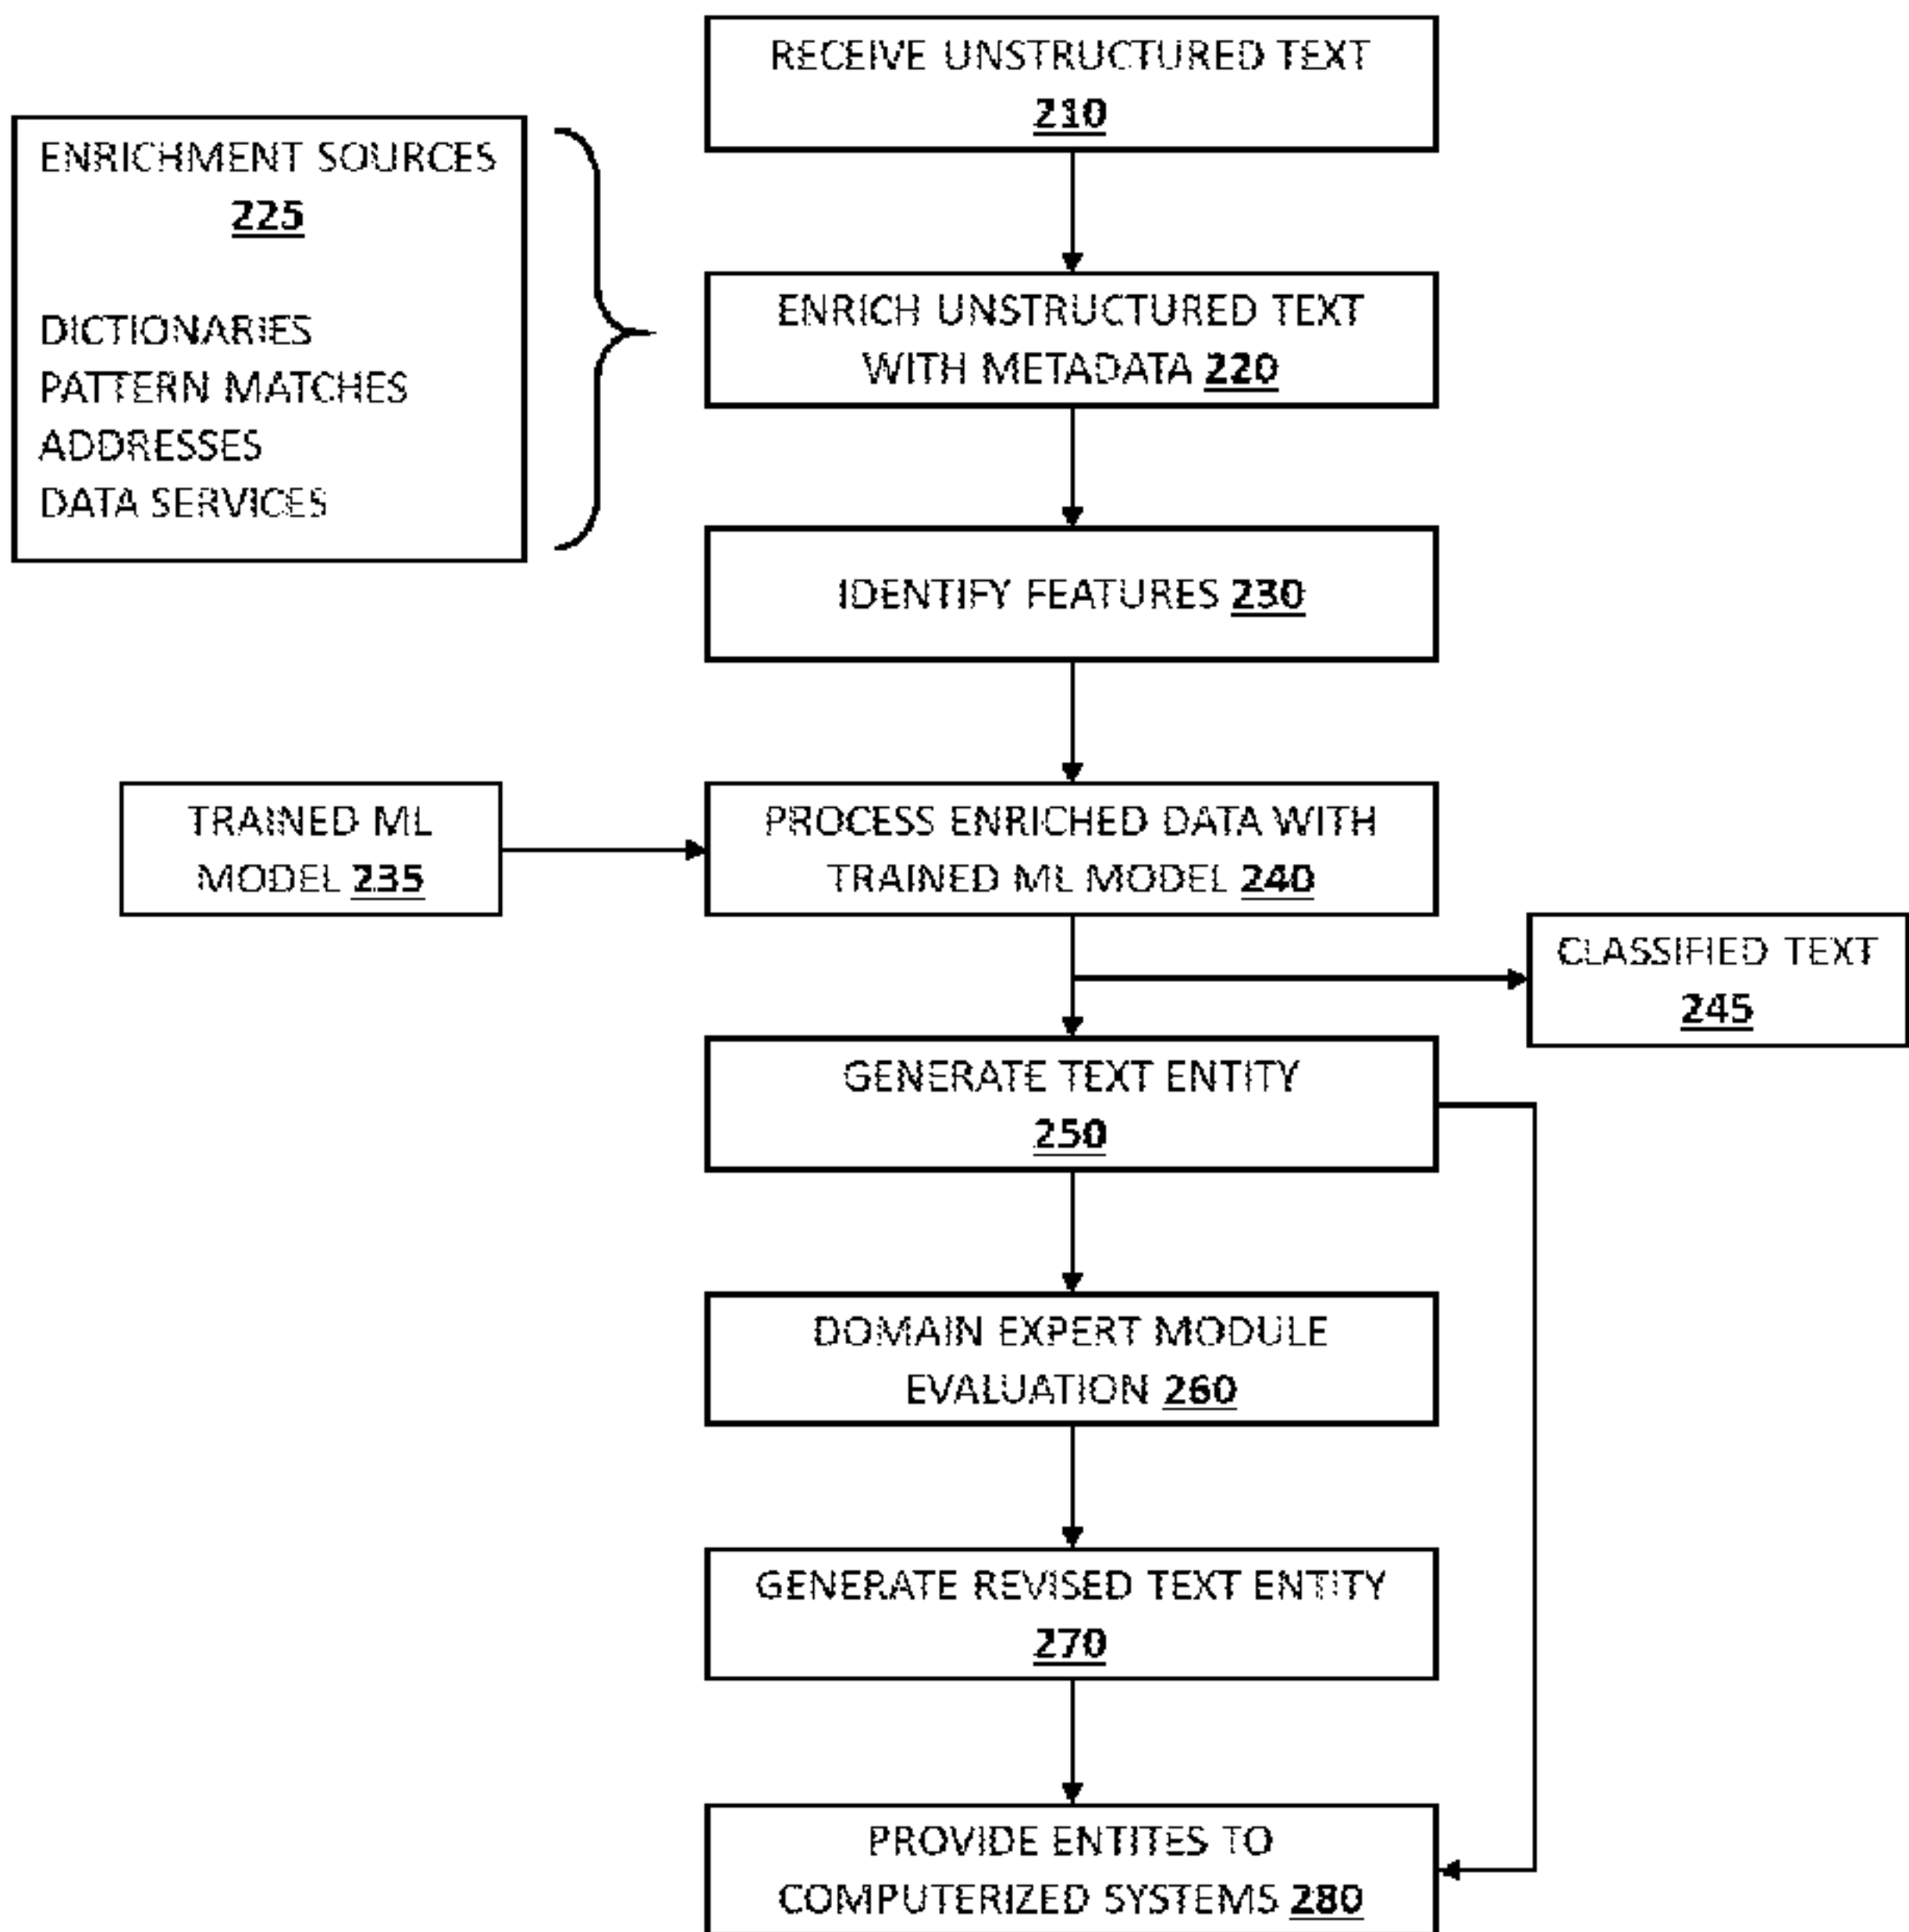 RECEIVE UNSTRUCTURED TEXT
210
ENRICHMENT SOURCES
225
DICTIONARIES
PATTERN MATCHES
ADDRESSES
DATA SERVICES
ENRICH UNSTRUCTURED TEXT
WITH METADATA 220
IDENTIFY FEATURES 230
TRAINED ML
MODEL 235
PROCESS ENRICHED DATA WITH
TRAINED ML MODEL 240
CLASSIFIED TEXT
245
GENERATE TEXT ENTITY
250
DOMAIN EXPERT MODULE
EVALUATION 260
GENERATE REVISED TEXT ENTITY
270
PROVIDE ENTITES TO
COMPUTERIZED SYSTEMS 280